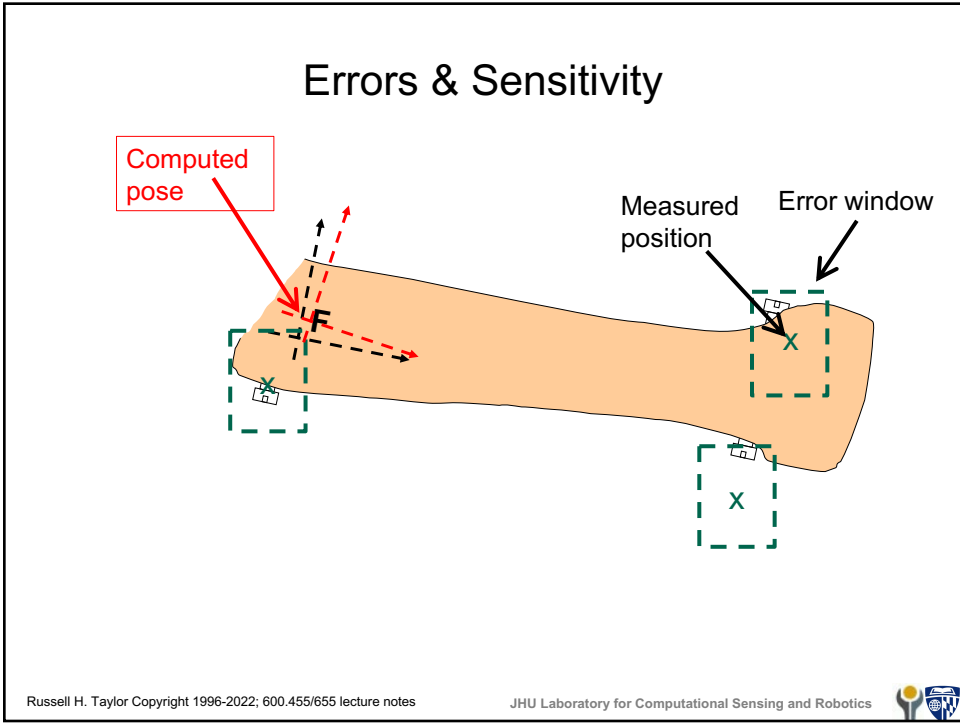 Errors & Sensitivity
Computed
pose
Measured
position
Error window
F
x
x
x
Russell H. Taylor Copyright 1996-2022; 600.455/655 lecture notes
JHU Laboratory for Computational Sensing and Robotics